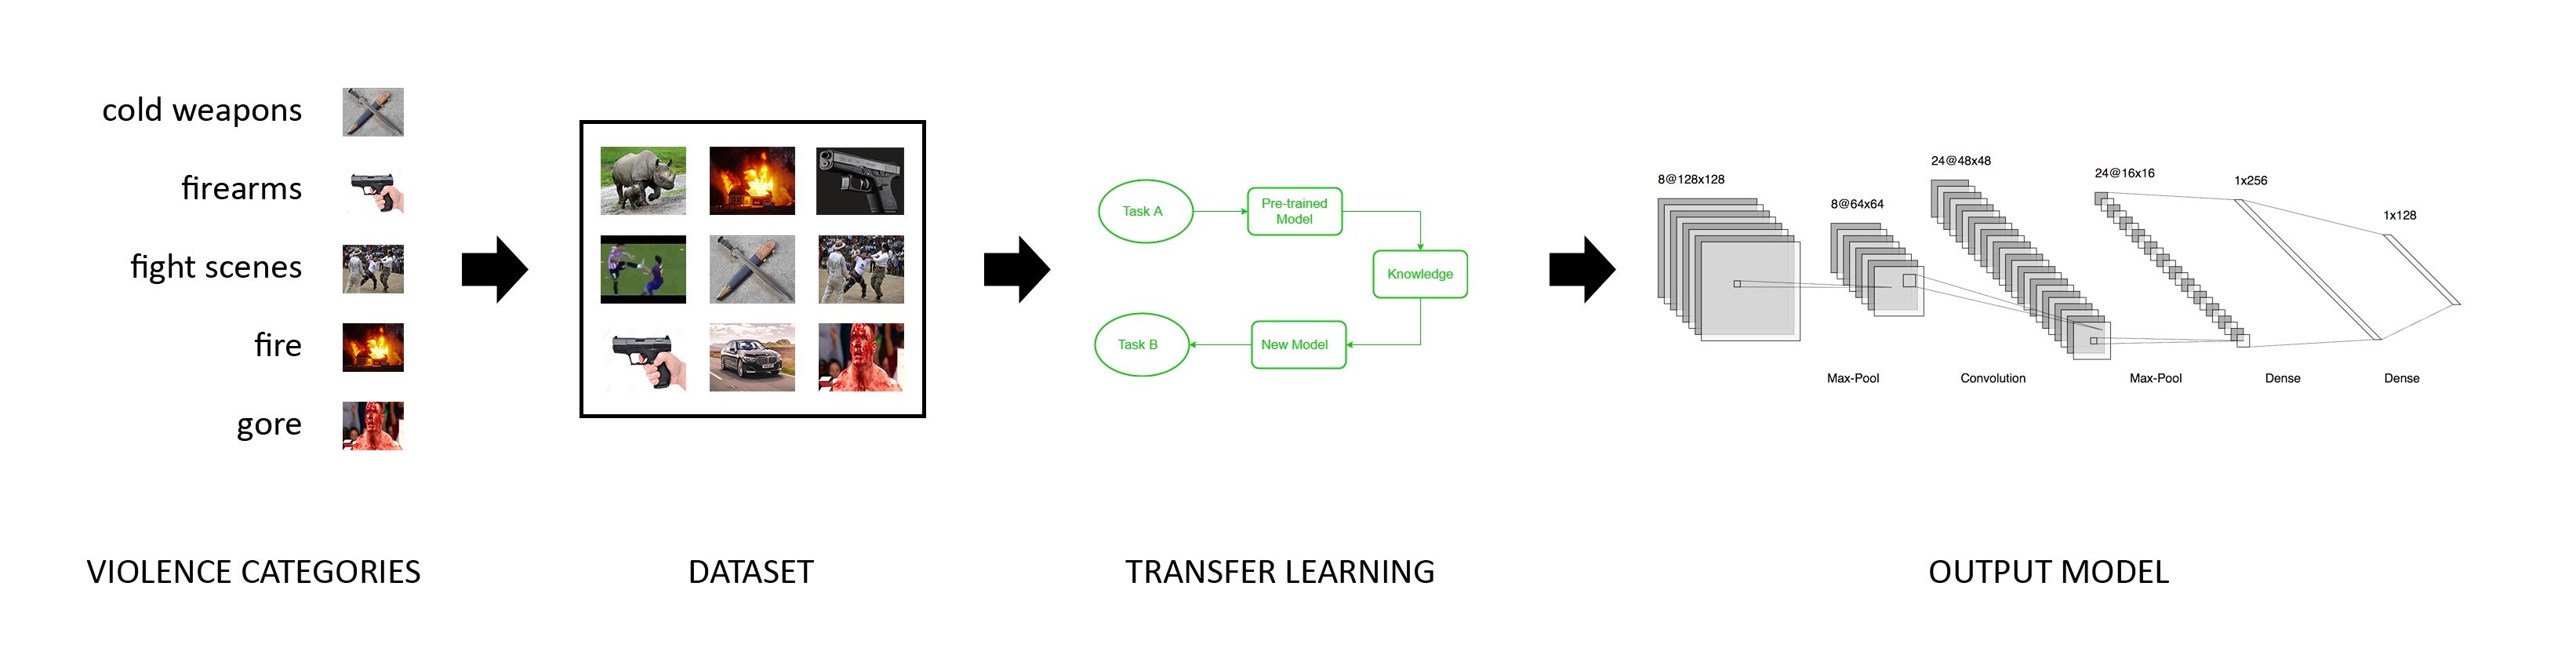 cold weapons
firearms
fight scenes
fire
gore
VIOLENCE CATEGORIES
DATASET
Task A
Pre-trained
Model
Knowledge
Task B
New Model
TRANSFER LEARNING
8@128x128
8@64x64
24@48x48
24@16x16
1x256
1x128
Max-Pool
Convolution
Max-Pool
Dense
Dense
OUTPUT MODEL